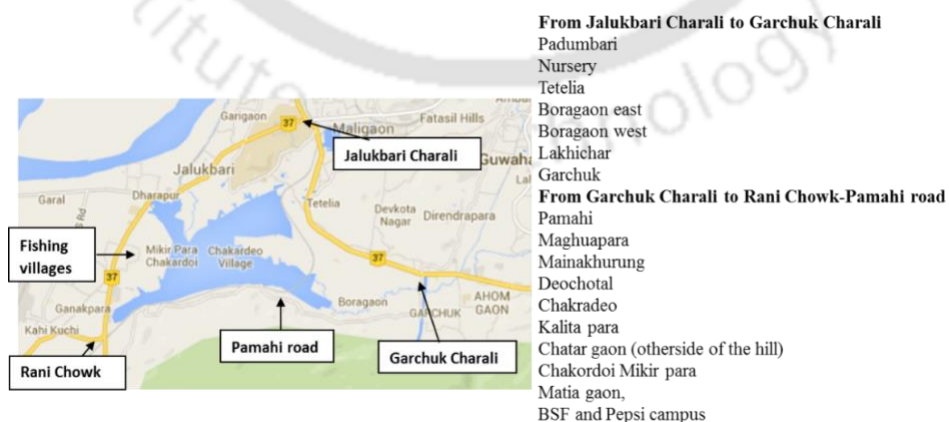 From Jalukbari Charali to Garchuk Charali
Padumbari
Nursery
Tetelia
Boragaon east
Boragaon west
Lakhichar
Garchuk
From Garchuk Charali to Rani Chowk-Pamahi road
Pamahi
Maghuapara
Mainakhurung
Deochotal
Chakradeo
Kalita para
Chatar gaon (otherside of the hill)
Chakordoi Mikir para
Matia gaon,
BSF and Pepsi campus
Garigaon
37
Maligaon
Fatasil Hills
Jalukbari Charali
Guwaha
Jalukbari
Garal
Dharapur
Tetelia
Devkota
Nagar
Direndrapara
Fishing
villages
Mikir Para
Chakardoi
Chakardeo
Village
37
37
Ganakpara
Boragaon
GARCHUK
AHOM
GAON
Kahi Kuchi
Pamahi road
Garchuk Charali
Rani Chowk